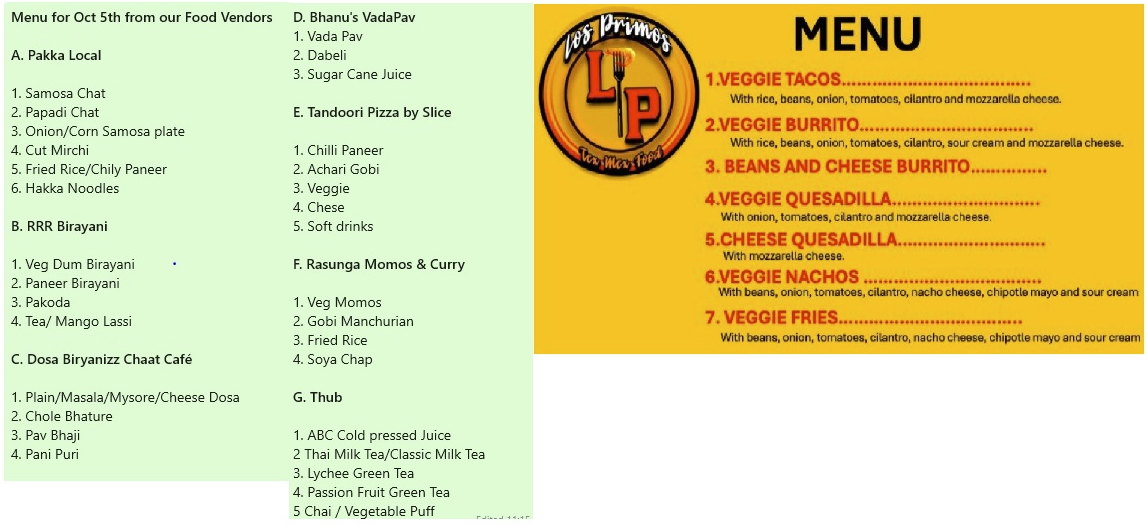 Menu for Oct 5th from our Food Vendors
A. Pakka Local
1. Samosa Chat
2. Papadi Chat
3. Onion/Corn Samosa plate
4. Cut Mirchi
5. Fried Rice/Chily Paneer
6. Hakka Noodles
B. RRR Birayani
1. Veg Dum Birayani
2. Paneer Birayani
3. Pakoda
4. Tea/ Mango Lassi
C. Dosa Biryanizz Chaat Café
1. Plain/Masala/Mysore/Cheese Dosa
2. Chole Bhature
3. Pav Bhaji
4. Pani Puri
D. Bhanu's VadaPav
1. Vada Pav
2. Dabeli
3. Sugar Cane Juice
E. Tandoori Pizza by Slice
1. Chilli Paneer
2. Achari Gobi
3. Veggie
4. Chese
5. Soft drinks
F. Rasunga Momos & Curry
1. Veg Momos
2. Gobi Manchurian
3. Fried Rice
4. Soya Chap
G. Thub
1. ABC Cold pressed Juice
2 Thai Milk Tea/Classic Milk Tea
3. Lychee Green Tea
4. Passion Fruit Green Tea
5 Chai / Vegetable Puff
Edited 11:15
Los Primos
LP
Tex Mex Food
MENU
1.VEGGIE TACOS....................................
With rice, beans, onion, tomatoes, cilantro and mozzarella cheese.
2.VEGGIE BURRITO.................................
With rice, beans, onion, tomatoes, cilantro, sour cream and mozzarella cheese.
3. BEANS AND CHEESE BURRITO..............
4.VEGGIE QUESADILLA............................
With onion, tomatoes, cilantro and mozzarella cheese.
5.CHEESE QUESADILLA...........................
With mozzarella cheese.
6.VEGGIE NACHOS .................................
With beans, onion, tomatoes, cilantro, nacho cheese, chipotle mayo and sour cream
7. VEGGIE FRIES...................................
With beans, onion, tomatoes, cilantro, nacho cheese, chipotle mayo and sour cream